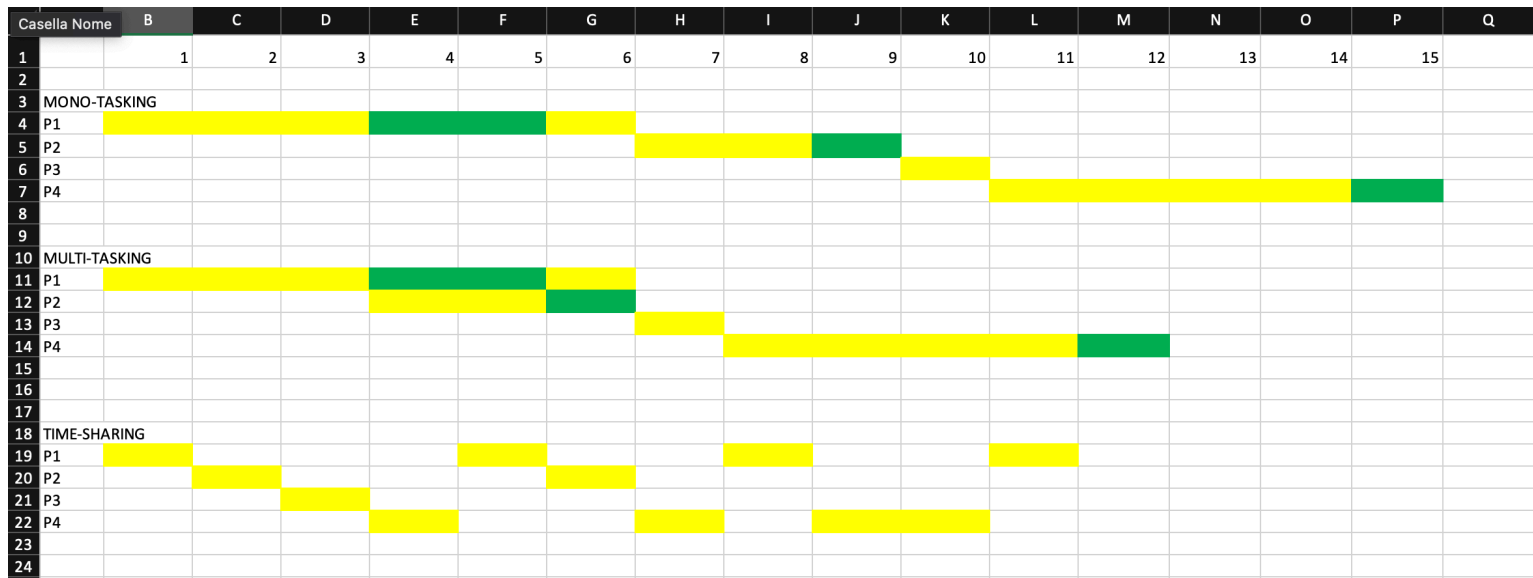 Casella Nome B C D E F G H I J K L M N O P Q
1 1 2 3 4 5 6 7 8 9 10 11 12 13 14 15
2
3 MONO-TASKING
4 P1
5 P2
6 P3
7 P4
8
9
10 MULTI-TASKING
11 P1
12 P2
13 P3
14 P4
15
16
17
18 TIME-SHARING
19 P1
20 P2
21 P3
22 P4
23
24